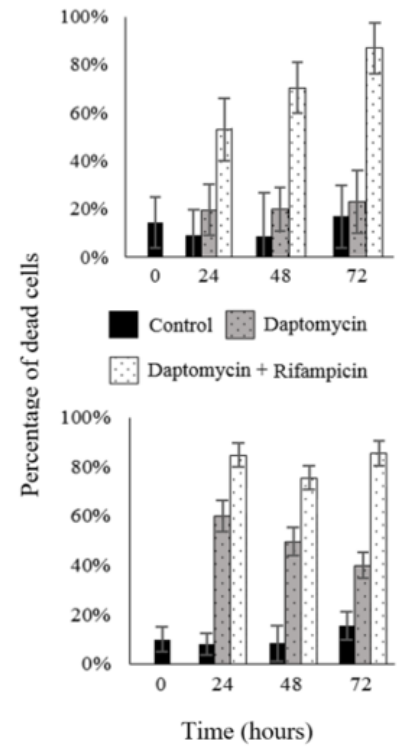 100%
80%
60%
40%
20%
0%
0 24 48 72
Control Daptomycin
Daptomycin + Rifampicin
Percentage of dead cells
100%
80%
60%
40%
20%
0%
0 24 48 72
Time (hours)